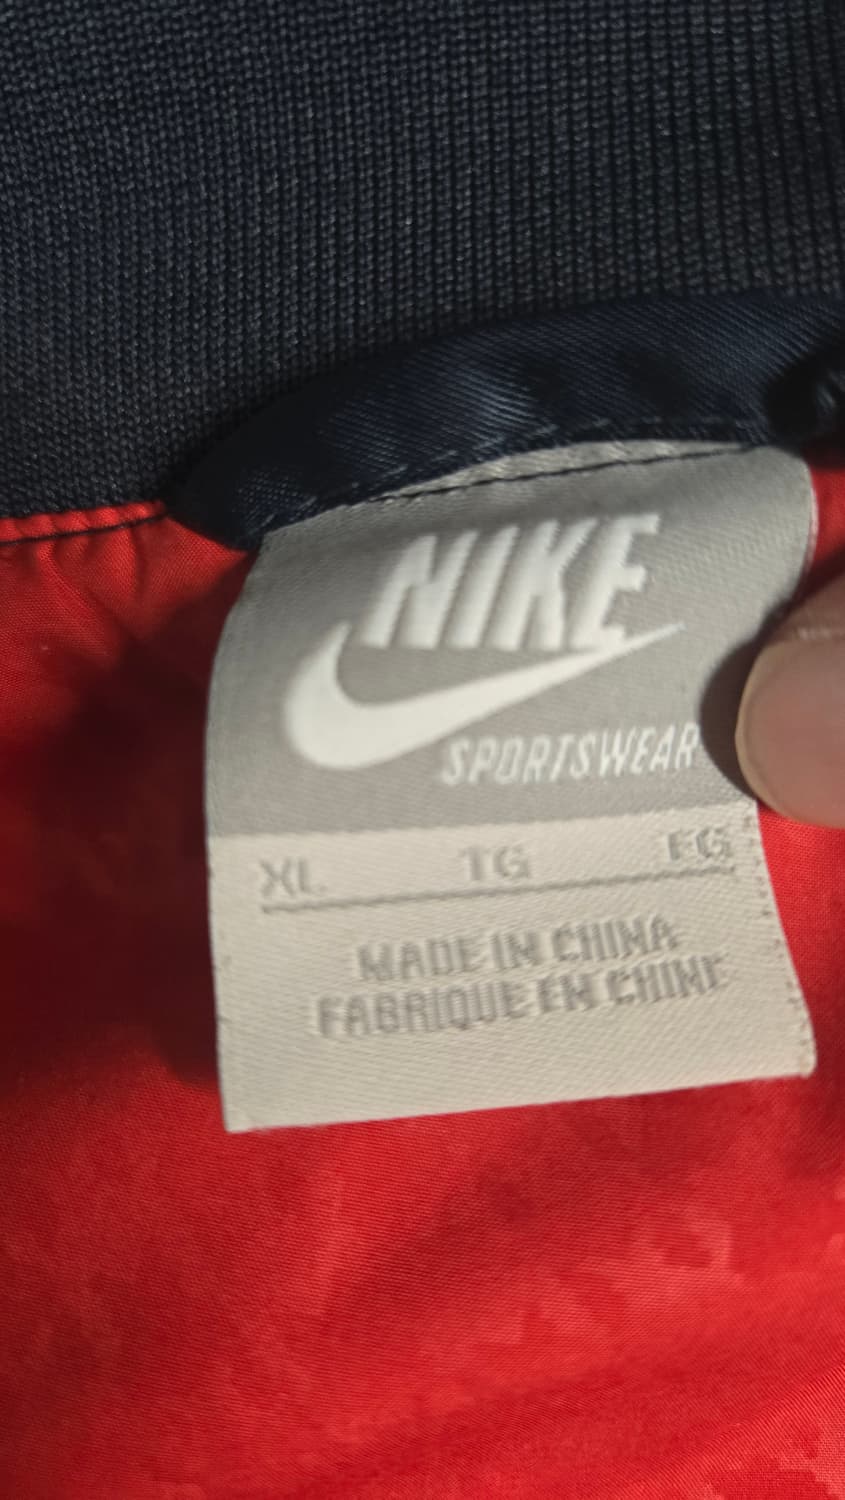 NIKE
SPORTSWEAR
XL TG EG
MADE IN CHINA
FABRIQUE EN CHINE